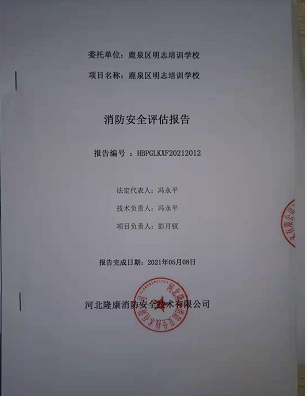 委托单位：鹿泉区明志培训学校
项目名称：鹿泉区明志培训学校
消防安全评估报告
报告编号：HBPGLKXF20212012
法定代表人：冯永平
技术负责人：冯永平
项目负责人：彭月钗
报告完成日期：2021年05月08日
河北隆康消防安全技术有限公司